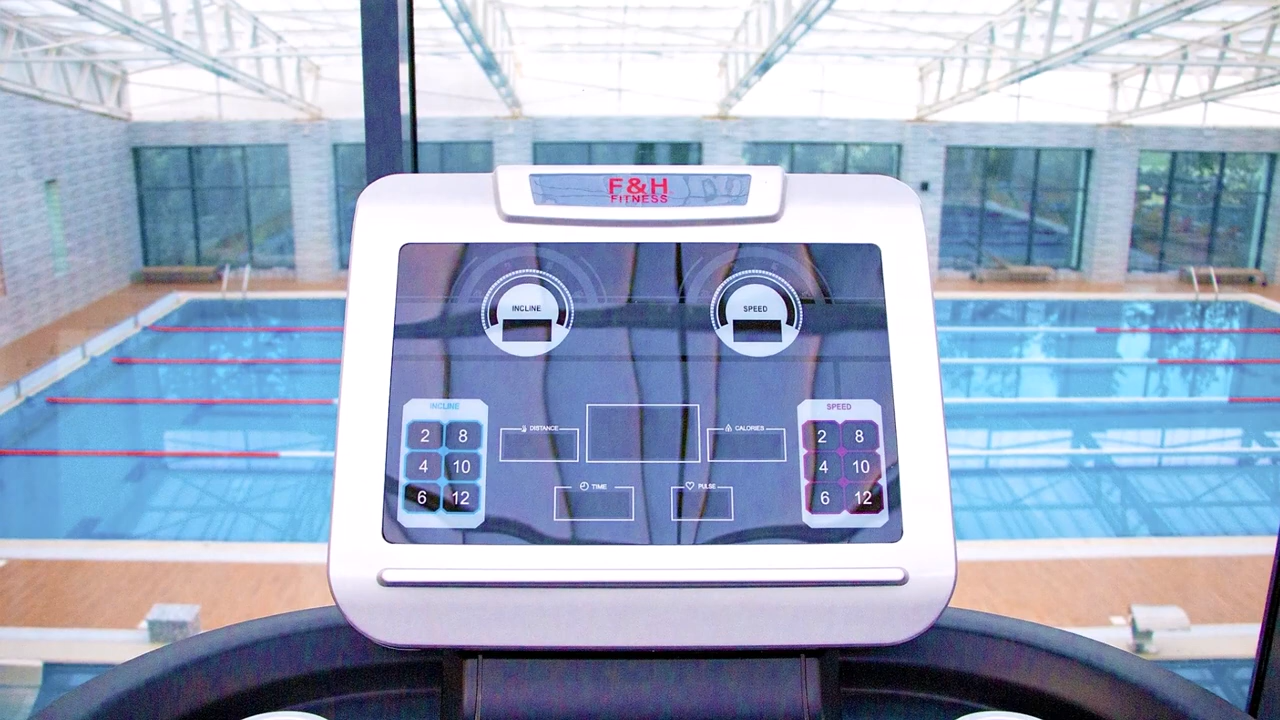 F&H
FITNESS
INCLINE
SPEED
INCLINE
2 8
4 10
6 12
DISTANCE
CALORIES
TIME
PULSE
SPEED
2 8
4 10
6 12